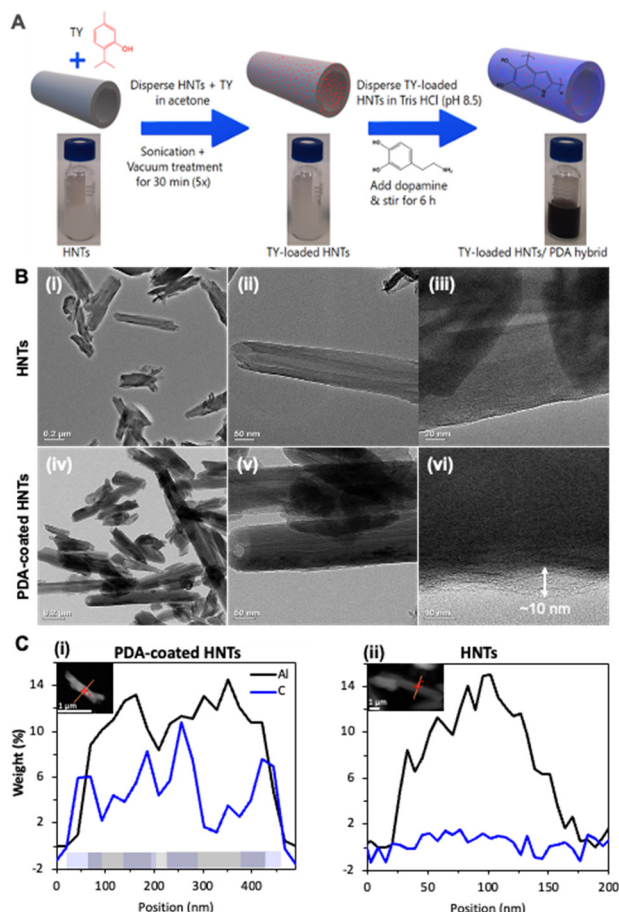 A
TY
OH
Disperse HNTs + TY
in acetone
Sonication +
Vacuum treatment
for 30 min (5x)
Disperse TY-loaded
HNTs in Tris HCl (pH 8.5)
HO
HO
NH₂
Add dopamine
& stir for 6 h
HNTs
TY-loaded HNTs
TY-loaded HNTs/ PDA hybrid
B
HNTs
(i)
0.2 μm
(ii)
50 nm
(iii)
20 nm
PDA-coated HNTs
(iv)
0.2 μm
(v)
50 nm
(vi)
10 nm
~10 nm
C
(i)
PDA-coated HNTs
Al
C
1 μm
Weight (%)
14
10
6
2
-2
0
100
200
300
400
Position (nm)
(ii)
HNTs
1 μm
14
10
6
2
-2
0
50
100
150
200
Position (nm)